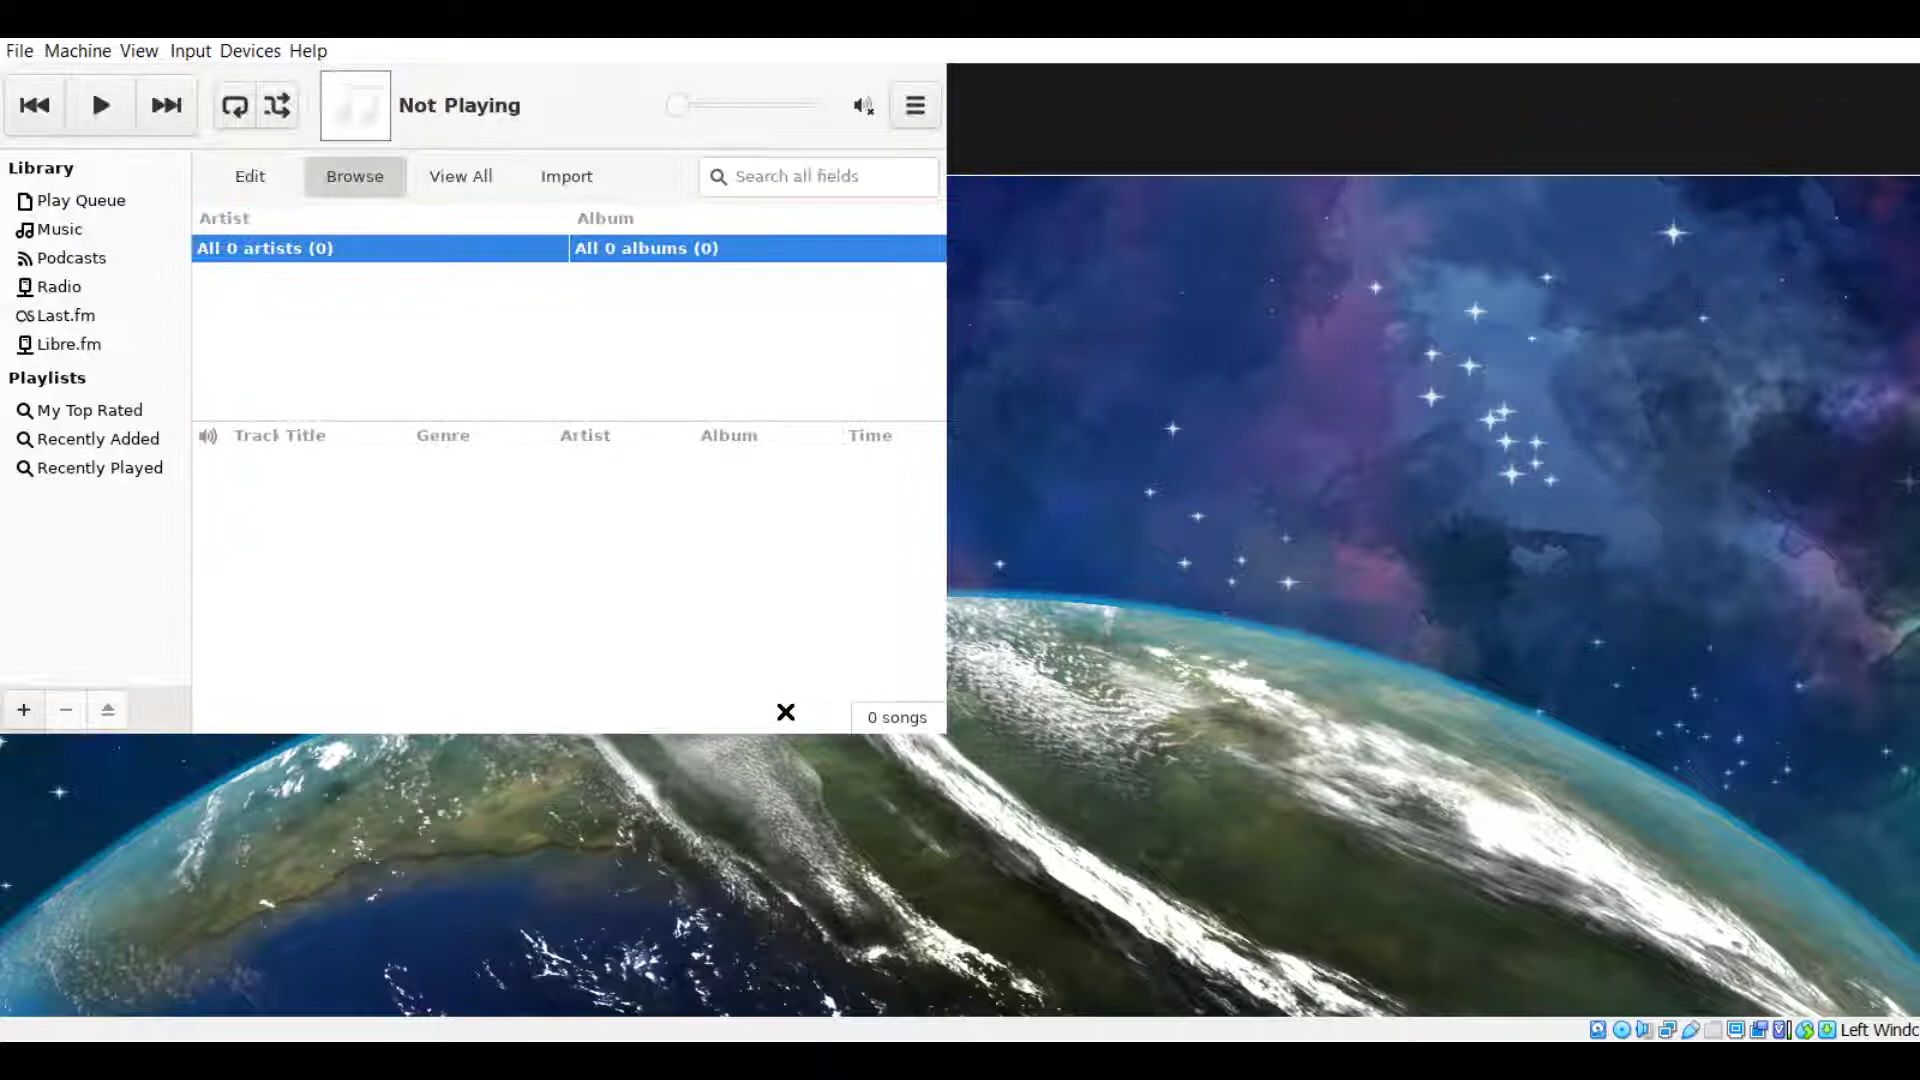 File Machine View Input Devices Help
Not Playing
Library
Play Queue
Music
Podcasts
Radio
Last.fm
Libre.fm
Playlists
My Top Rated
Recently Added
Recently Played
Edit Browse View All Import Search all fields
Artist Album
All 0 artists (0) All 0 albums (0)
Track Title Genre Artist Album Time
0 songs
Left Windo